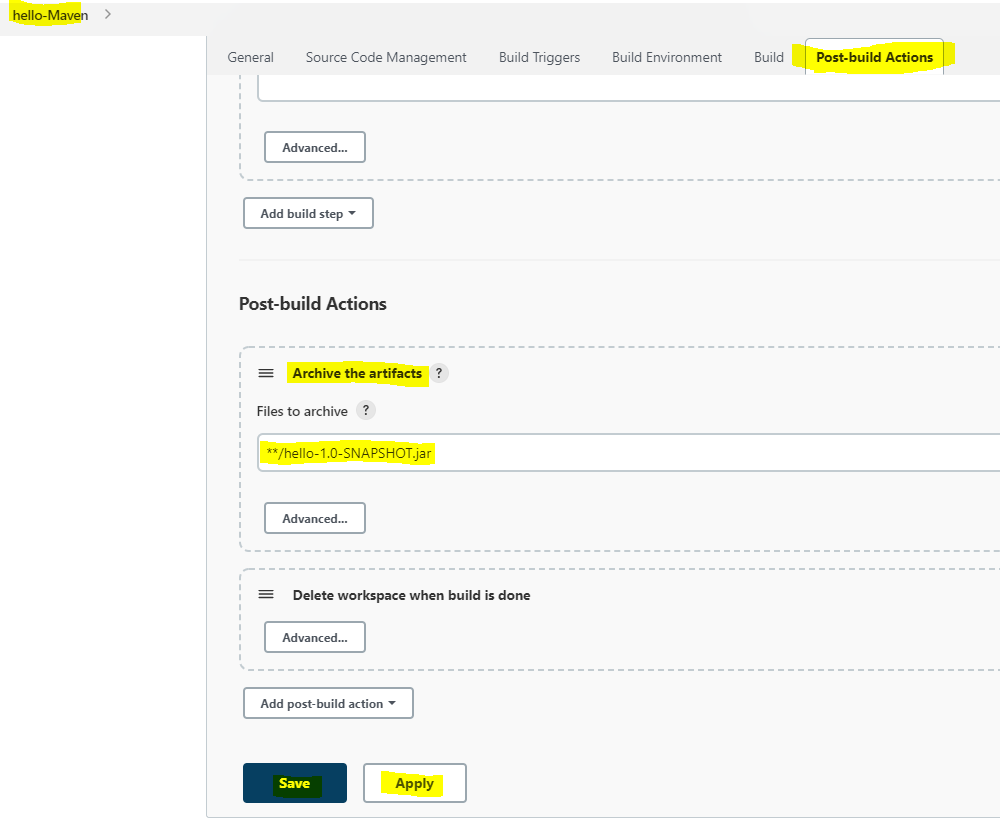 hello-Maven
General Source Code Management Build Triggers Build Environment Build Post-build Actions
Advanced...
Add build step
Post-build Actions
Archive the artifacts ?
Files to archive ?
**/hello-1.0-SNAPSHOT.jar
Advanced...
Delete workspace when build is done
Advanced...
Add post-build action
Save Apply